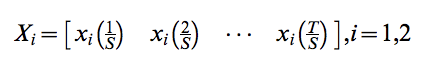 X_i = [ x_i(1/S)   x_i(2/S)   ⋯   x_i(T/S) ],i=1,2